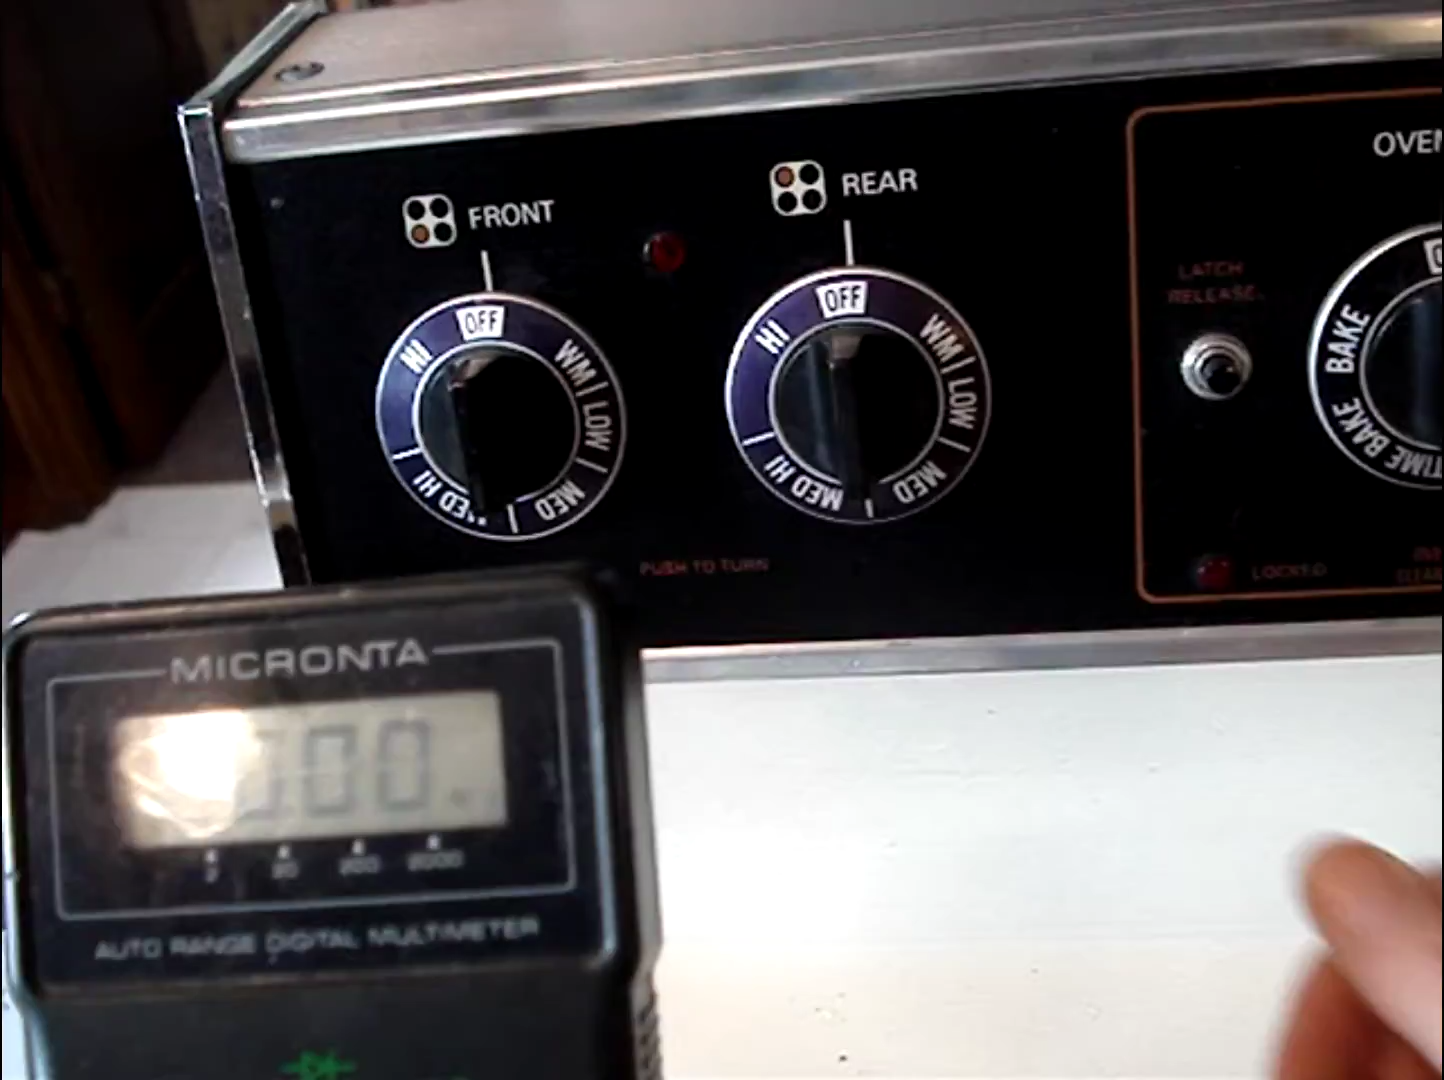 FRONT
REAR
OVEN
OFF
HI
WM
LOW
MED
MED HI
OFF
HI
WM
LOW
MED
MED HI
LATCH
RELEASE
BAKE
TIME BAKE
PUSH TO TURN
LOCKED
MICRONTA
2 20 200 2000
AUTO RANGE DIGITAL MULTIMETER